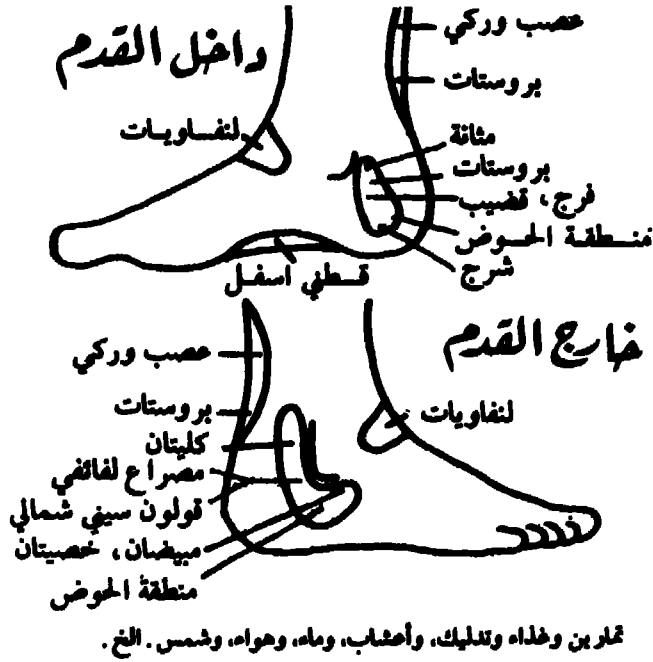 داخل القدم
عصب وركي
بروستات
لنفاويات
مثانة
بروستات
فرج، قضيب
منطقة الحوض
شرج
قطني اسفل
خارج القدم
عصب وركي
بروستات
لنفاويات
كليتان
مصراع لفائفي
قولون سيني شمالي
مبيضان، خصيتان
منطقة الحوض
تمارين وغذاء وتدليك، وأعشاب، وماء، وهواء، وشمس. الخ.